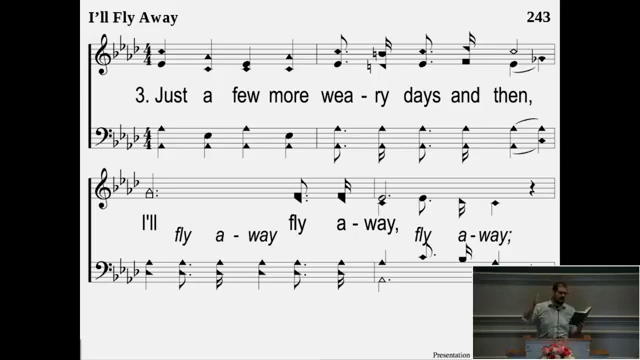 I'll Fly Away 243
3. Just a few more wea - ry days and then,
I'll fly a - way,
fly a - way fly a-way;
Presentation